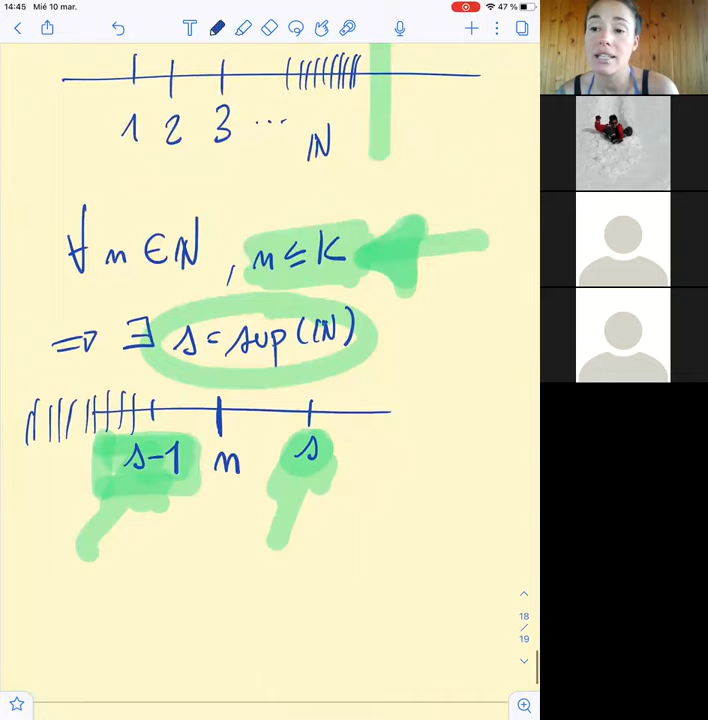 14:45 Mié 10 mar.
47 %
T
1 2 3 ... ℕ
∀ n ∈ ℕ, n ≤ K
⇒ ∃ s = sup(ℕ)
s-1 n s
18
/
19